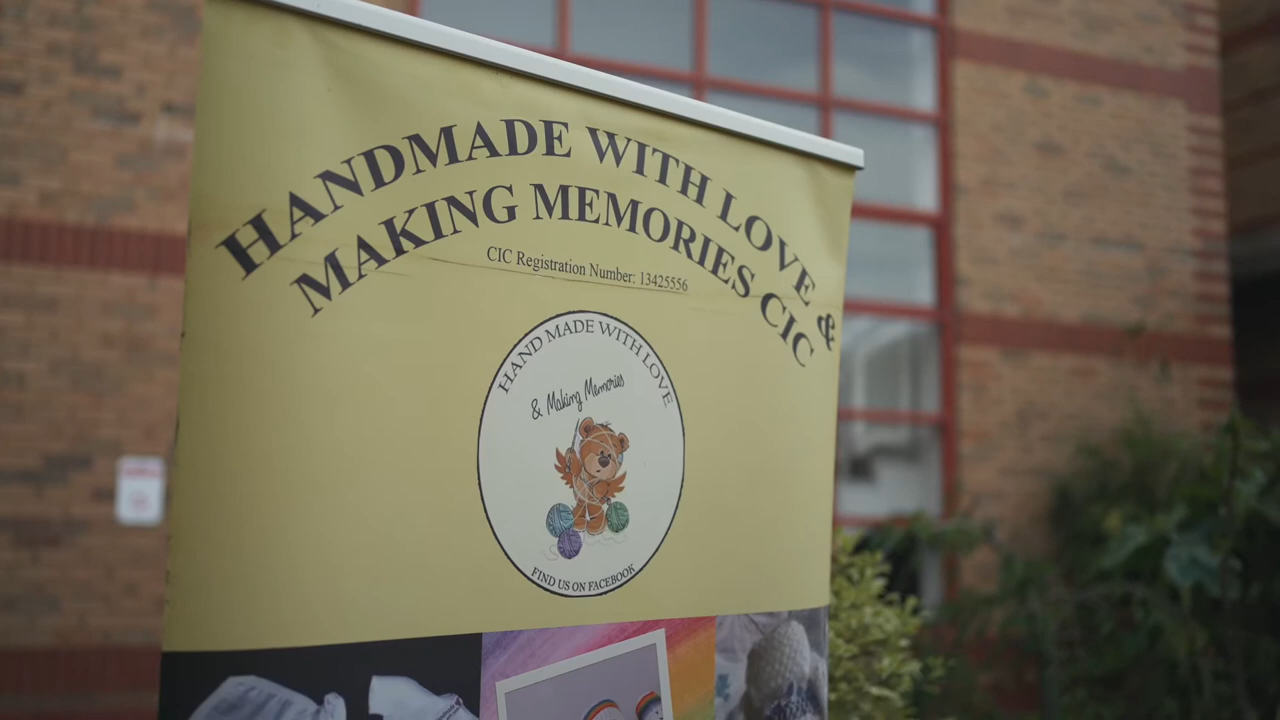 HANDMADE WITH LOVE &
MAKING MEMORIES CIC
CIC Registration Number: 13425556
HAND MADE WITH LOVE
& Making Memories
FIND US ON FACEBOOK